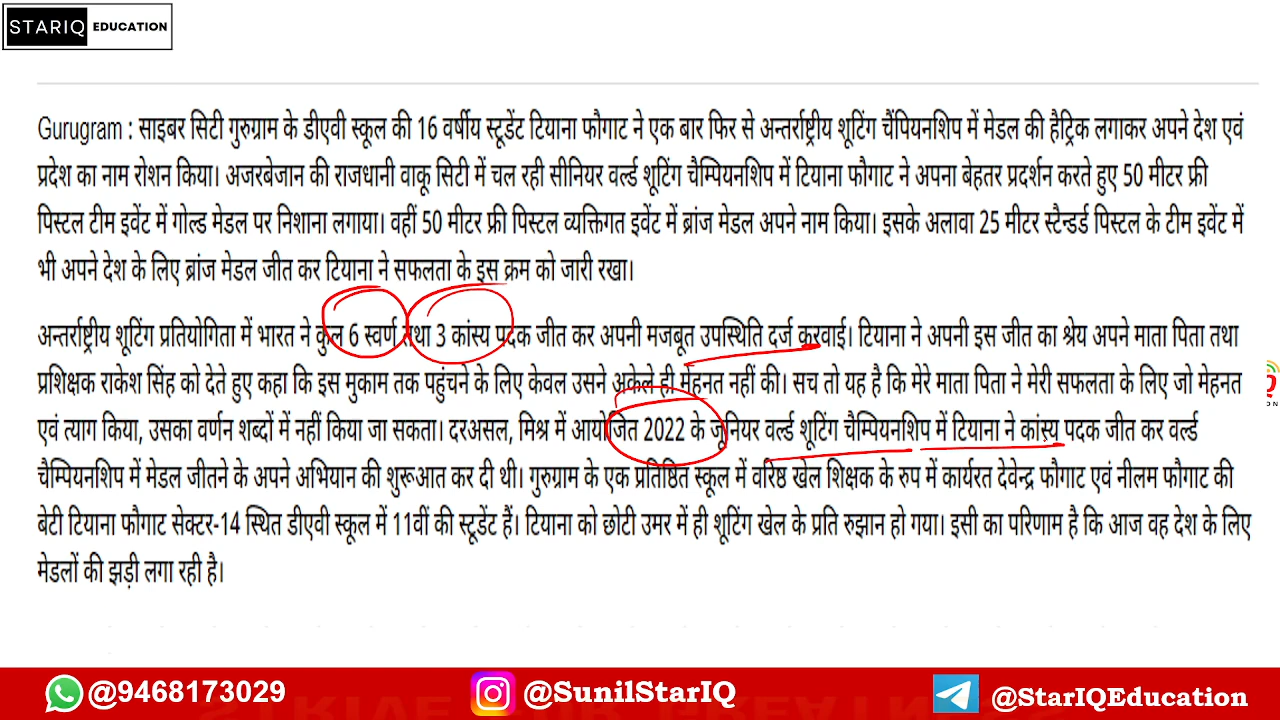 STARIQ EDUCATION
Gurugram : साइबर सिटी गुरुग्राम के डीएवी स्कूल की 16 वर्षीय स्टूडेंट टियाना फौगाट ने एक बार फिर से अन्तर्राष्ट्रीय शूटिंग चैंपियनशिप में मेडल की हैट्रिक लगाकर अपने देश एवं
प्रदेश का नाम रोशन किया। अजरबेजान की राजधानी वाकू सिटी में चल रही सीनियर वर्ल्ड शूटिंग चैम्पियनशिप में टियाना फौगाट ने अपना बेहतर प्रदर्शन करते हुए 50 मीटर फ्री
पिस्टल टीम इवेंट में गोल्ड मेडल पर निशाना लगाया। वहीं 50 मीटर फ्री पिस्टल व्यक्तिगत इवेंट में ब्रांज मेडल अपने नाम किया। इसके अलावा 25 मीटर स्टैन्डर्ड पिस्टल के टीम इवेंट में
भी अपने देश के लिए ब्रांज मेडल जीत कर टियाना ने सफलता के इस क्रम को जारी रखा।
अन्तर्राष्ट्रीय शूटिंग प्रतियोगिता में भारत ने कुल 6 स्वर्ण तथा 3 कांस्य पदक जीत कर अपनी मजबूत उपस्थिति दर्ज करवाई। टियाना ने अपनी इस जीत का श्रेय अपने माता पिता तथा
प्रशिक्षक राकेश सिंह को देते हुए कहा कि इस मुकाम तक पहुंचने के लिए केवल उसने अकेले ही मेहनत नहीं की। सच तो यह है कि मेरे माता पिता ने मेरी सफलता के लिए जो मेहनत
एवं त्याग किया, उसका वर्णन शब्दों में नहीं किया जा सकता। दरअसल, मिश्र में आयोजित 2022 के जूनियर वर्ल्ड शूटिंग चैम्पियनशिप में टियाना ने कांस्य पदक जीत कर वर्ल्ड
चैम्पियनशिप में मेडल जीतने के अपने अभियान की शुरूआत कर दी थी। गुरुग्राम के एक प्रतिष्ठित स्कूल में वरिष्ठ खेल शिक्षक के रुप में कार्यरत देवेन्द्र फौगाट एवं नीलम फौगाट की
बेटी टियाना फौगाट सेक्टर-14 स्थित डीएवी स्कूल में 11वीं की स्टूडेंट हैं। टियाना को छोटी उमर में ही शूटिंग खेल के प्रति रुझान हो गया। इसी का परिणाम है कि आज वह देश के लिए
मेडलों की झड़ी लगा रही है।
@9468173029 @SunilStarIQ @StarIQEducation